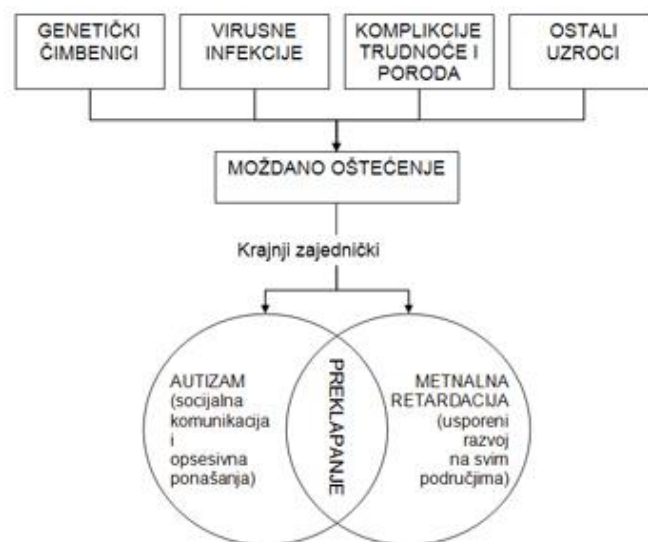 GENETIČKI
ČIMBENICI
VIRUSNE
INFEKCIJE
KOMPLIKCIJE
TRUDNOĆE I
PORODA
OSTALI
UZROCI
MOŽDANO OŠTEĆENJE
Krajnji zajednički
AUTIZAM
(socijalna
komunikacija
i
opsesivna
ponašanja)
PREKLAPANJE
METNALNA
RETARDACIJA
(usporeni
razvoj
na svim
područjima)